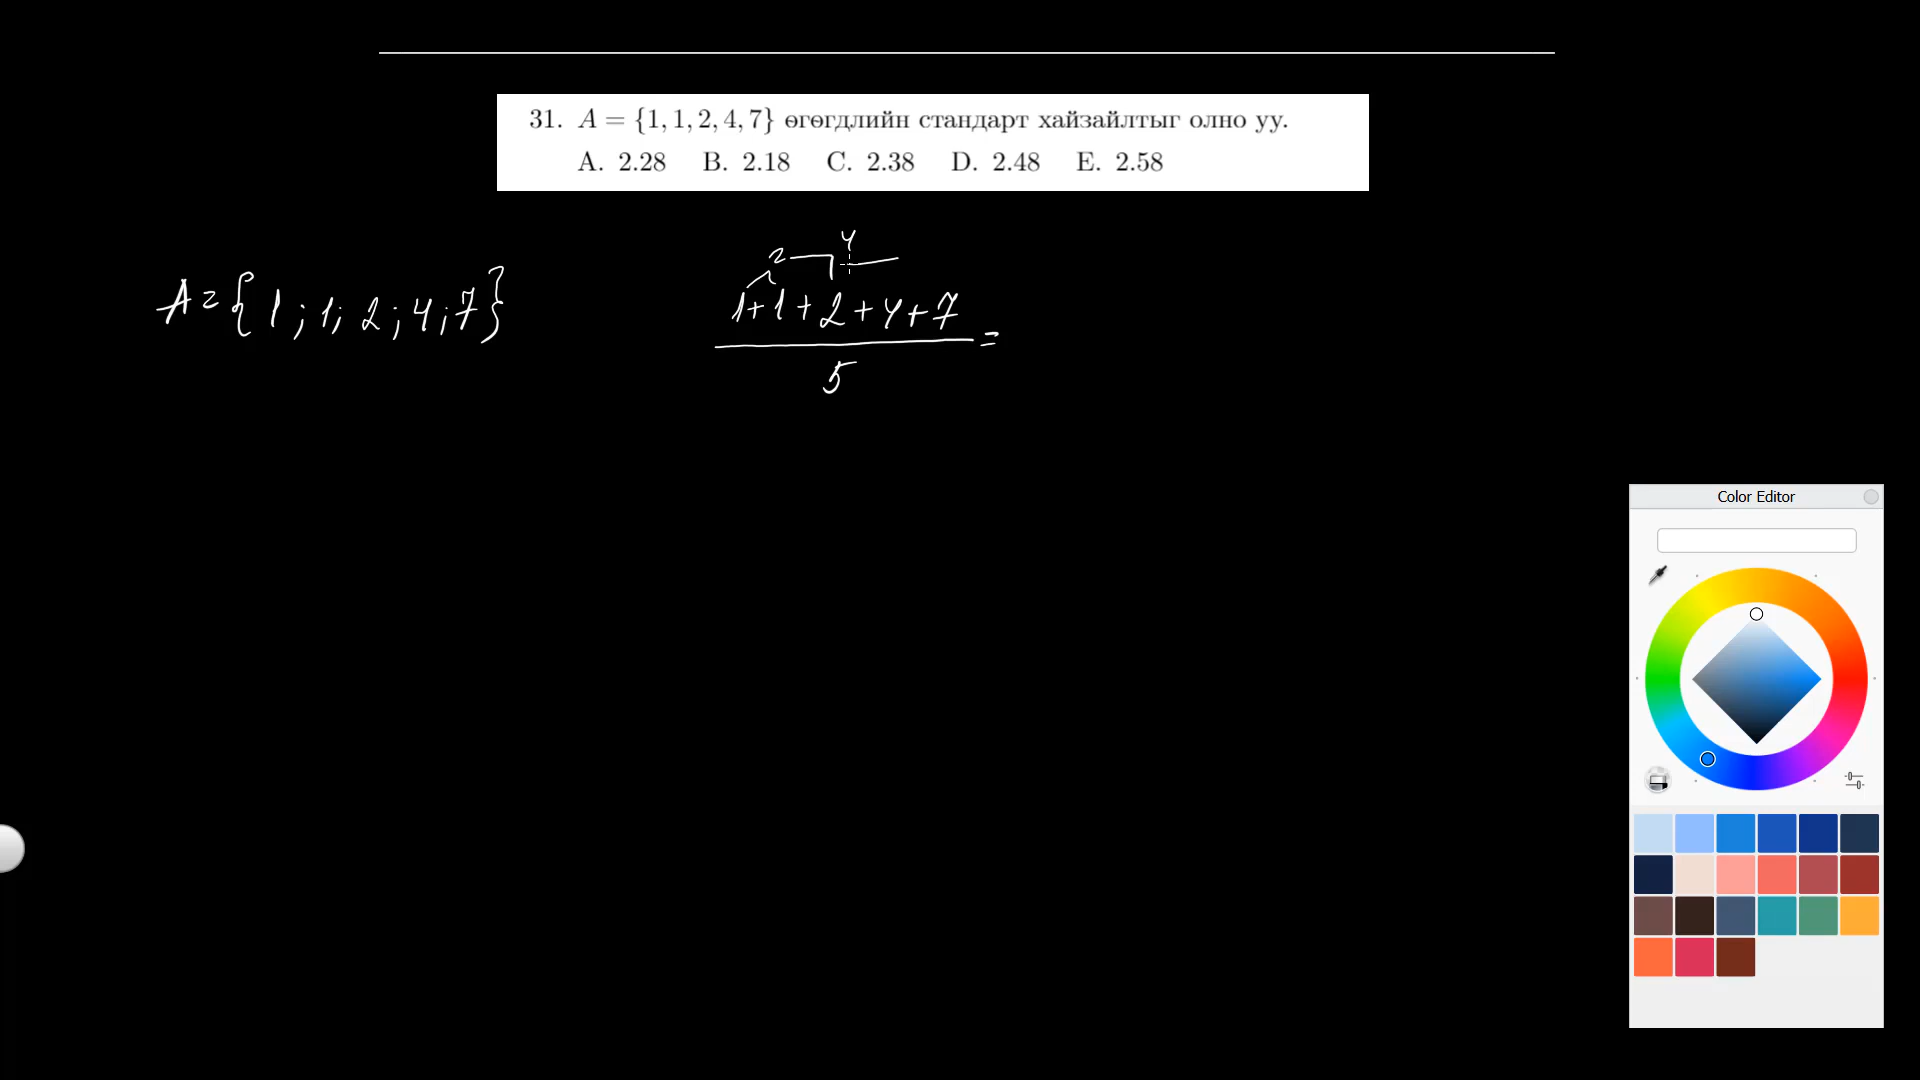 31. A = {1, 1, 2, 4, 7} өгөгдлийн стандарт хайзайлтыг олно уу.
A. 2.28 B. 2.18 C. 2.38 D. 2.48 E. 2.58
A={1;1;2;4;7}
2 4
1+1+2+4+7
=
5
Color Editor